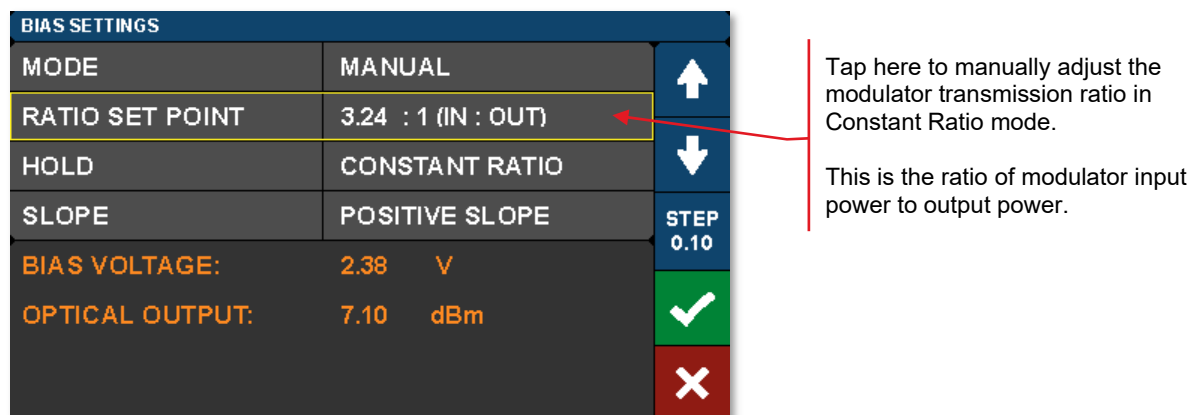 BIAS SETTINGS
MODE MANUAL
RATIO SET POINT 3.24 : 1 (IN : OUT)
HOLD CONSTANT RATIO
SLOPE POSITIVE SLOPE
STEP
0.10
BIAS VOLTAGE: 2.38 V
OPTICAL OUTPUT: 7.10 dBm
Tap here to manually adjust the
modulator transmission ratio in
Constant Ratio mode.
This is the ratio of modulator input
power to output power.